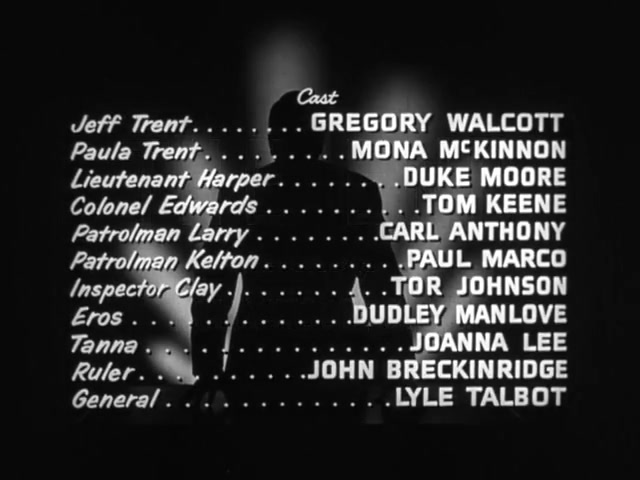 Cast
Jeff Trent........GREGORY WALCOTT
Paula Trent..........MONA McKINNON
Lieutenant Harper........DUKE MOORE
Colonel Edwards..........TOM KEENE
Patrolman Larry........CARL ANTHONY
Patrolman Kelton.........PAUL MARCO
Inspector Clay..........TOR JOHNSON
Eros.............DUDLEY MANLOVE
Tanna................JOANNA LEE
Ruler...........JOHN BRECKINRIDGE
General..............LYLE TALBOT